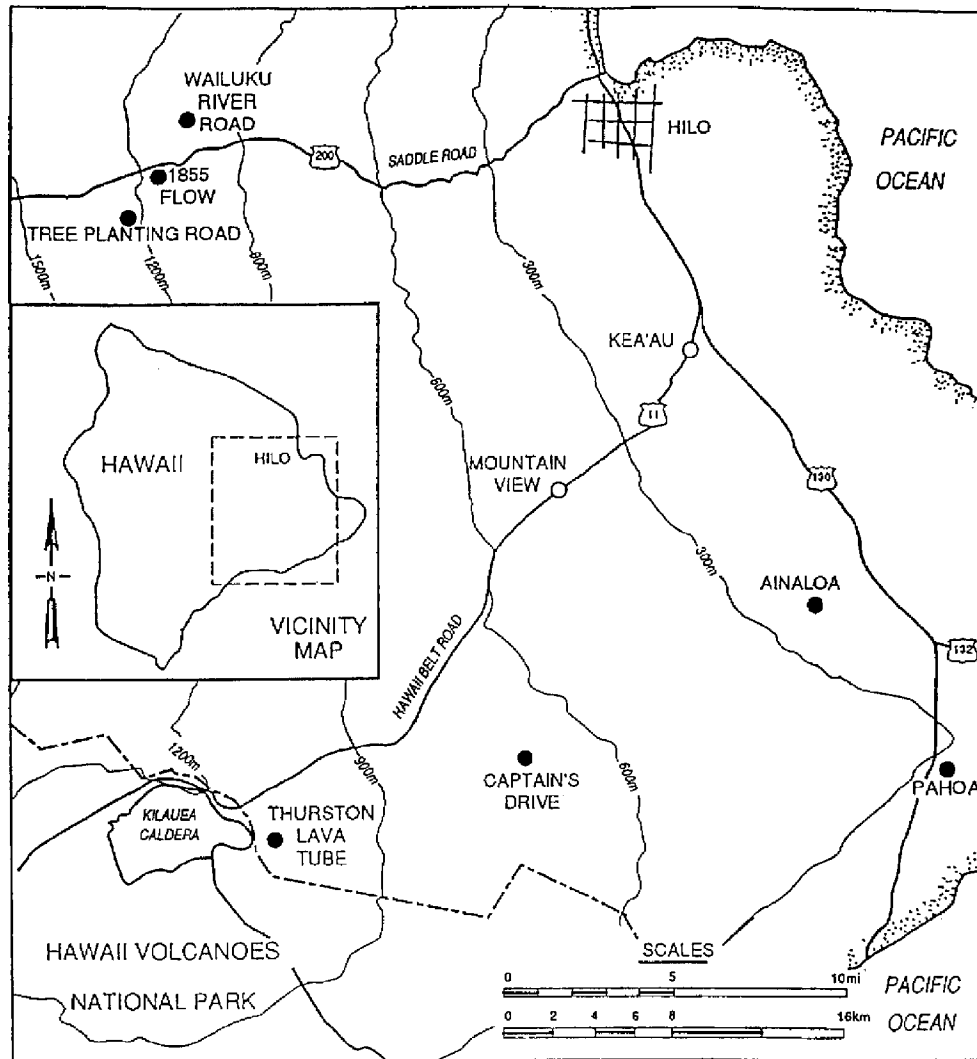 WAILUKU
RIVER
ROAD
200
SADDLE ROAD
HILO
PACIFIC
OCEAN
1855
FLOW
TREE PLANTING ROAD
1500m
1200m
900m
600m
300m
KEA'AU
11
MOUNTAIN
VIEW
130
HAWAII
HILO
N
VICINITY
MAP
300m
AINALOA
132
HAWAII BELT ROAD
1200m
900m
600m
CAPTAIN'S
DRIVE
PAHOA
KILAUEA
CALDERA
THURSTON
LAVA
TUBE
HAWAII VOLCANOES
NATIONAL PARK
SCALES
0 5 10mi
0 2 4 6 8 16km
PACIFIC
OCEAN